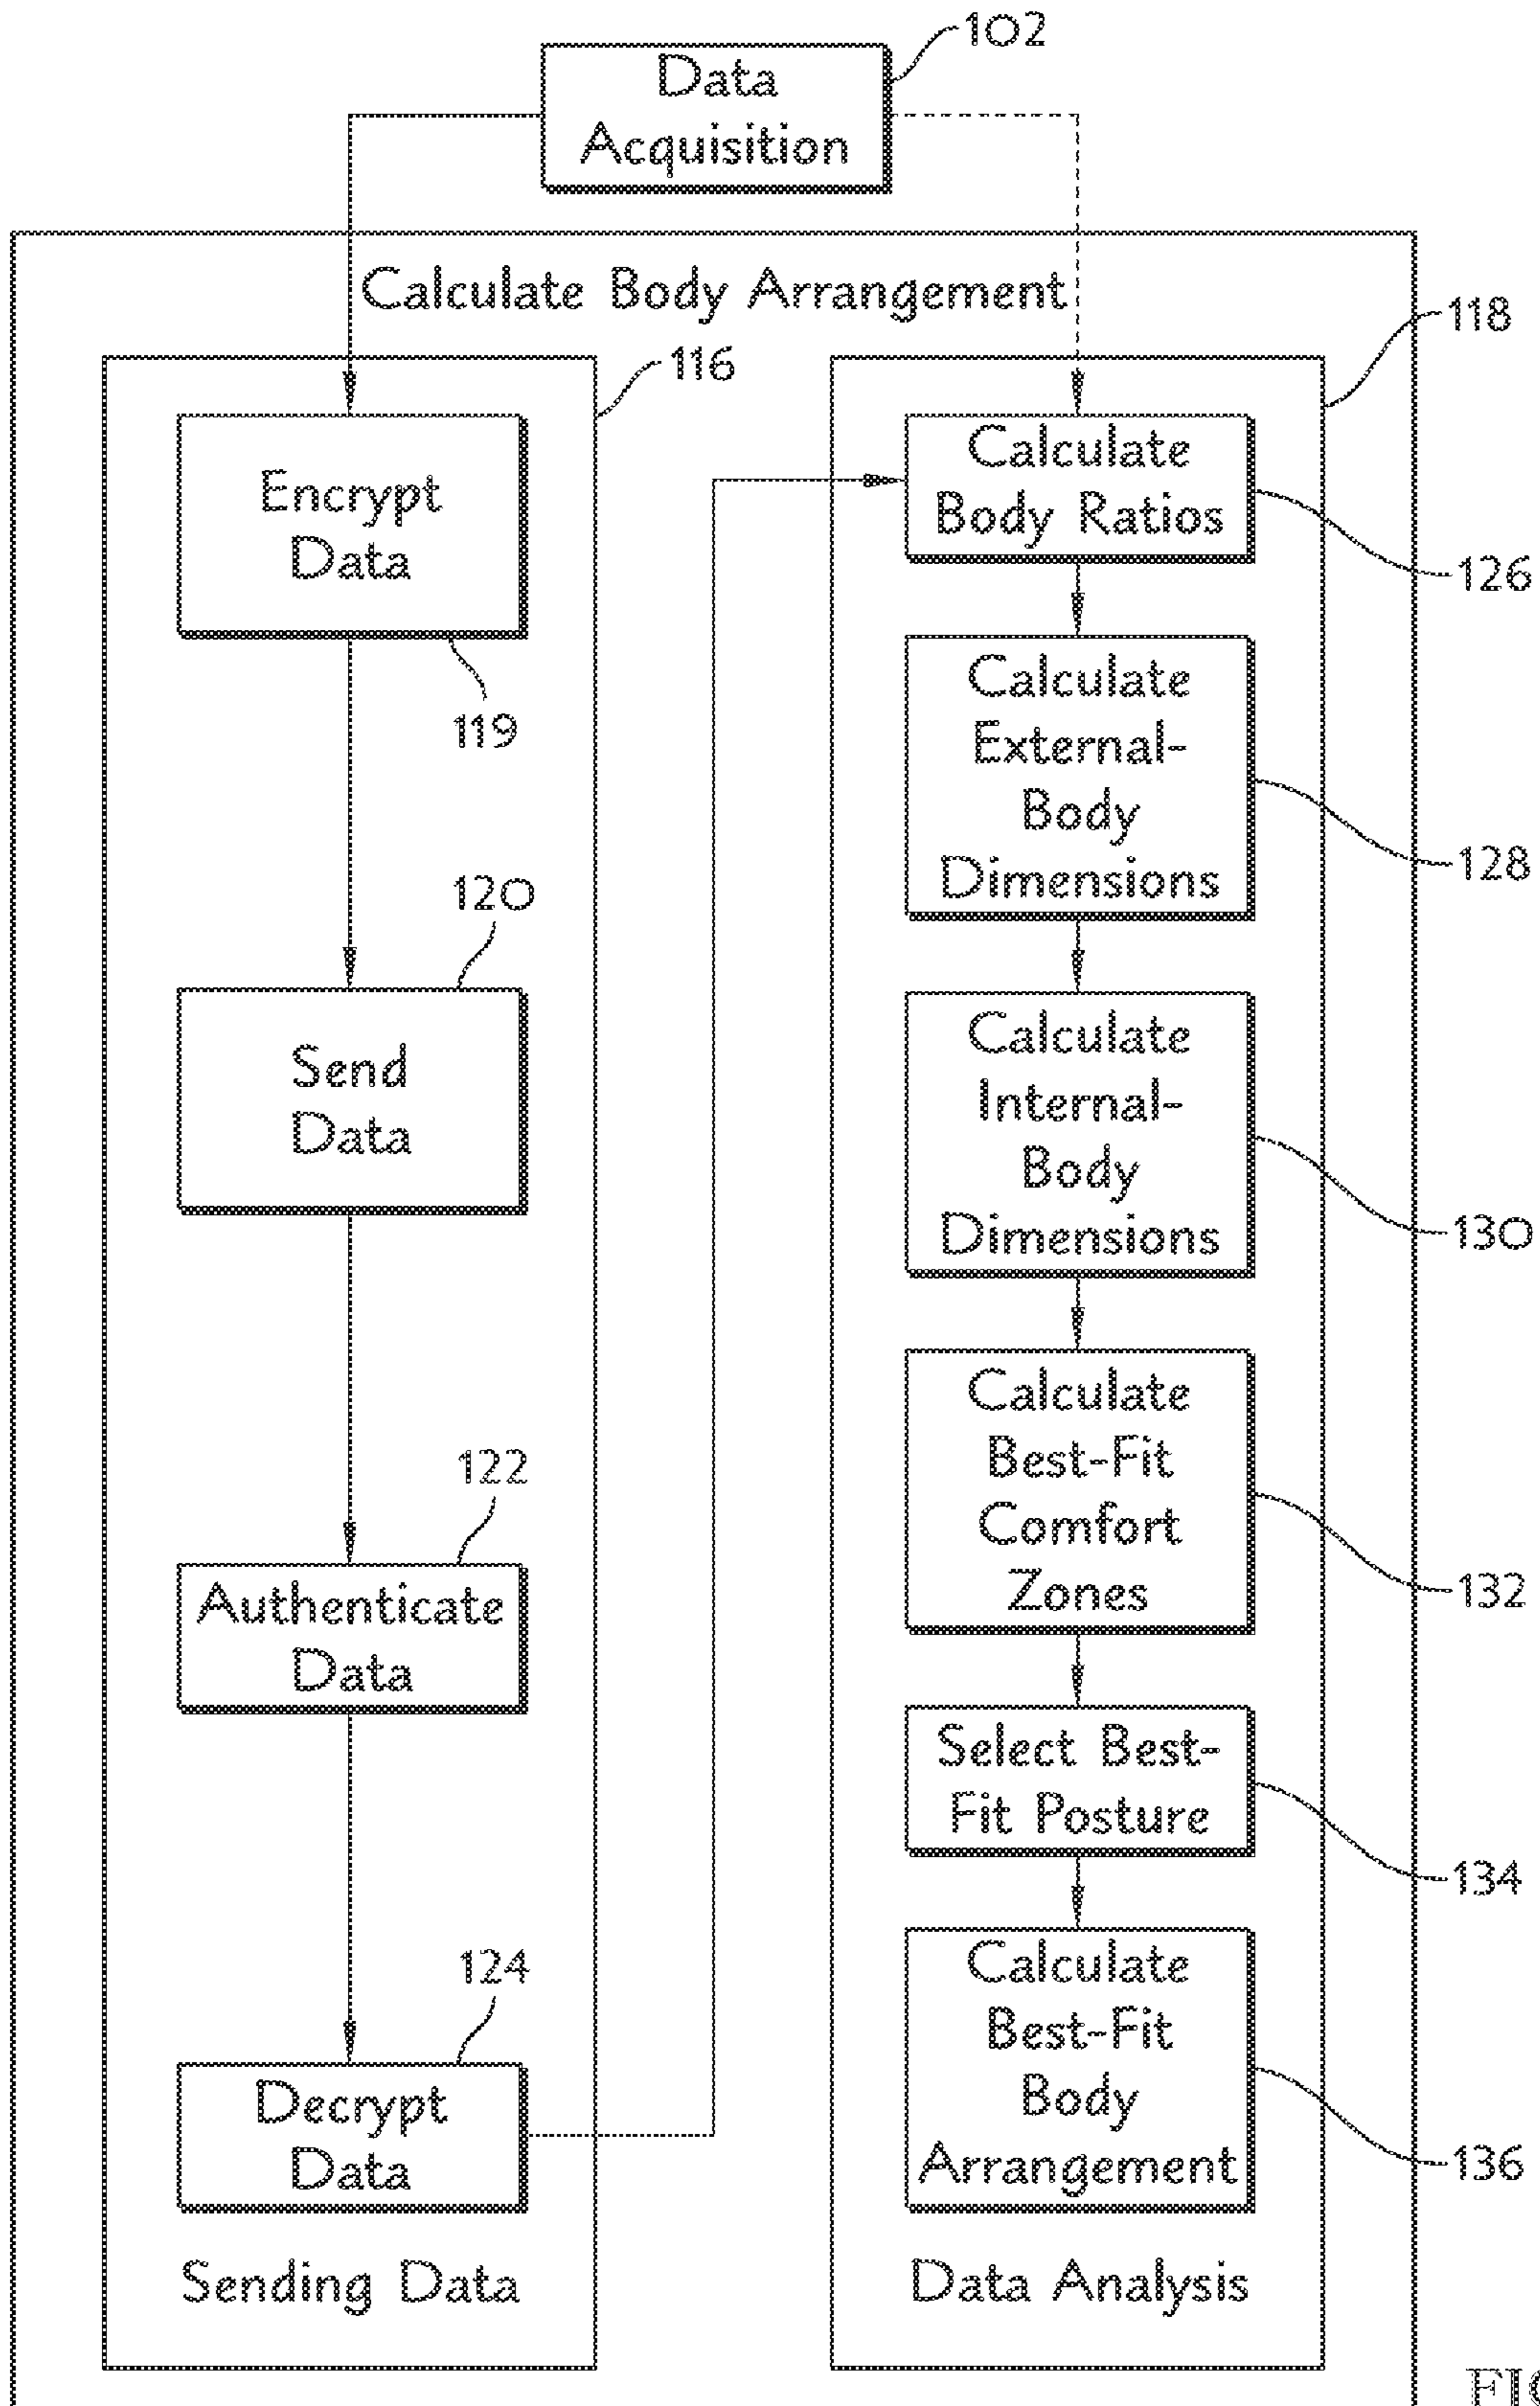 102
Data
Acquisition
Calculate Body Arrangement
118
116
Encrypt
Data
119
120
Send
Data
122
Authenticate
Data
124
Decrypt
Data
Sending Data
Calculate
Body Ratios
126
Calculate
External-
Body
Dimensions
128
Calculate
Internal-
Body
Dimensions
130
Calculate
Best-Fit
Comfort
Zones
132
Select Best-
Fit Posture
134
Calculate
Best-Fit
Body
Arrangement
136
Data Analysis